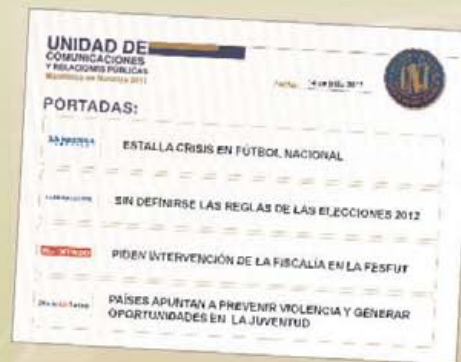 UNIDAD DE
COMUNICACIONES
Y RELACIONES PÚBLICAS
PORTADAS:
ESTALLA CRISIS EN FÚTBOL NACIONAL
SIN DEFINIRSE LAS REGLAS DE LAS ELECCIONES 2012
PIDEN INTERVENCIÓN DE LA FISCALÍA EN LA FESFUT
PAÍSES APUNTAN A PREVENIR VIOLENCIA Y GENERAR
OPORTUNIDADES EN LA JUVENTUD